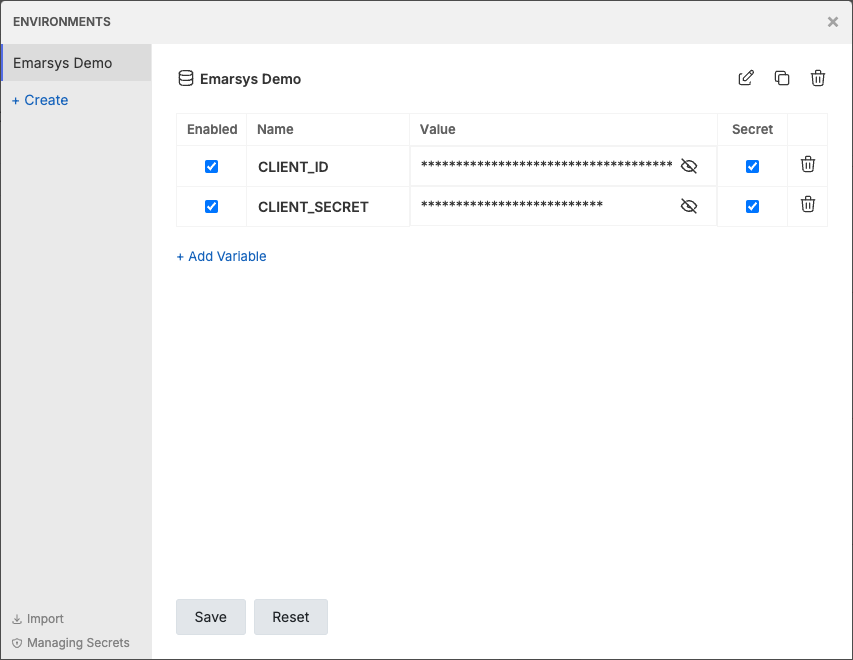 ENVIRONMENTS
Emarsys Demo
+ Create
Emarsys Demo
Enabled Name Value Secret
CLIENT_ID ************************************
CLIENT_SECRET **************************
+ Add Variable
Save Reset
Import
Managing Secrets